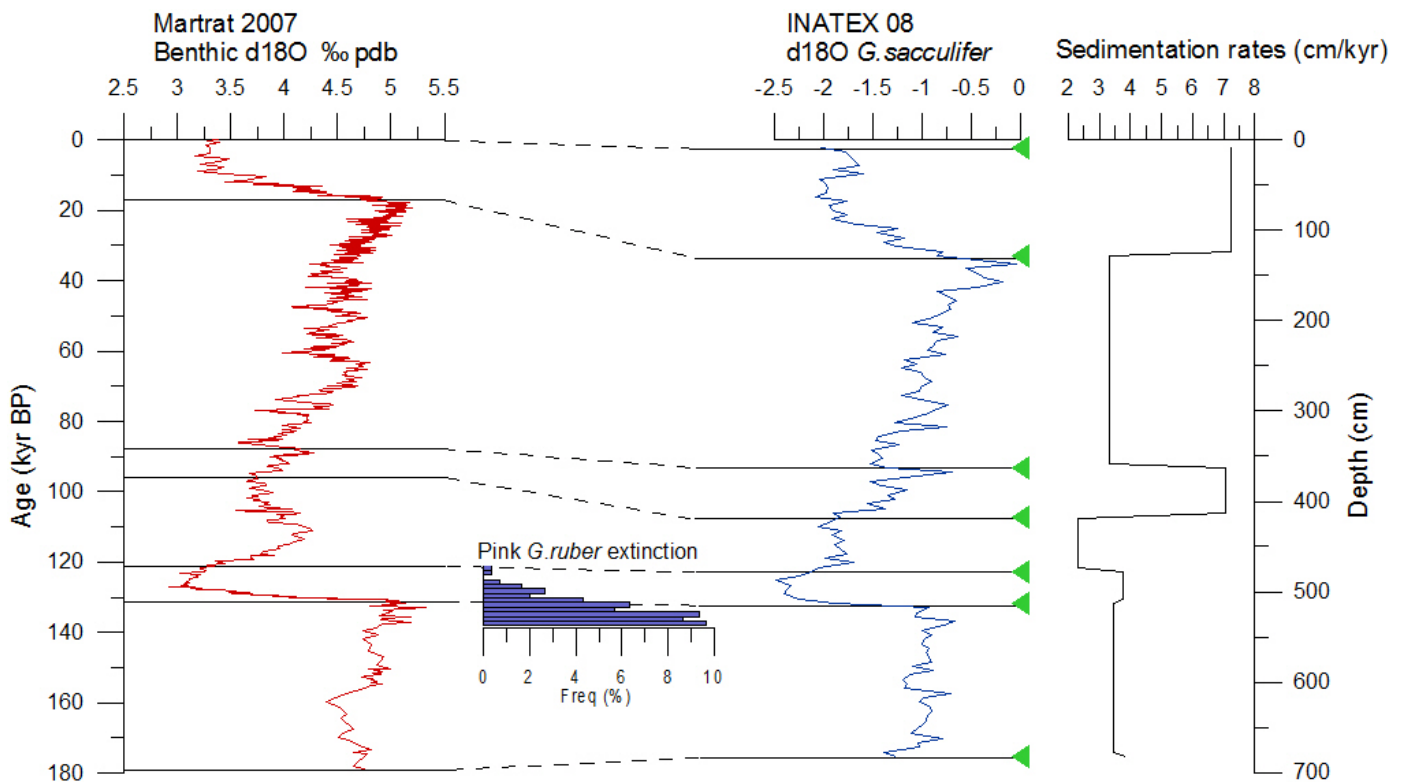 Martrat 2007
Benthic d18O ‰ pdb
2.5 3 3.5 4 4.5 5 5.5
INATEX 08
d18O G.sacculifer
-2.5 -2 -1.5 -1 -0.5 0
Sedimentation rates (cm/kyr)
2 3 4 5 6 7 8
Age (kyr BP)
0
20
40
60
80
100
120
140
160
180
Pink G.ruber extinction
0 2 4 6 8 10
Freq (%)
Depth (cm)
0
100
200
300
400
500
600
700